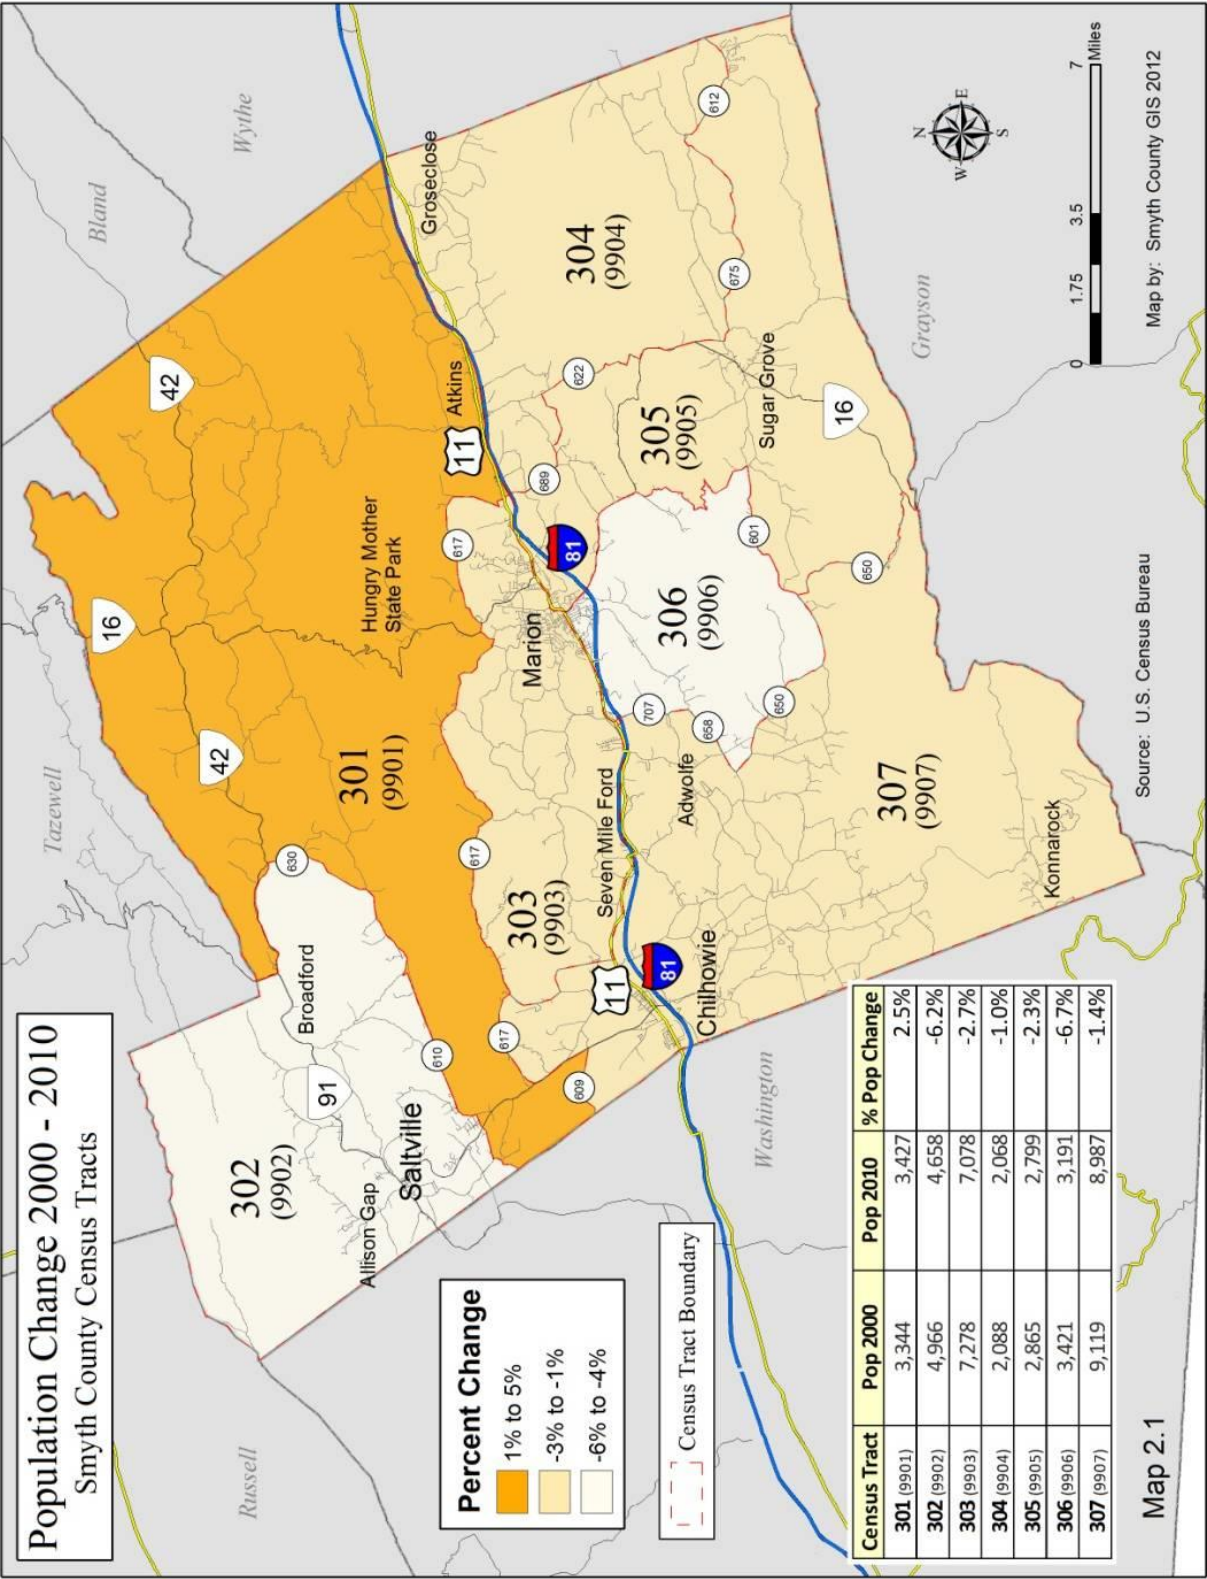 Population Change 2000 - 2010
Smyth County Census Tracts
Tazewell
Bland
Wythe
Russell
Washington
Grayson
42
16
42
630
302
(9902)
Broadford
91
Allison Gap
Saltville
610
301
(9901)
Hungry Mother
State Park
617
617
617
609
303
(9903)
11
81
Chilhowie
Seven Mile Ford
Marion
11
Atkins
Groseclose
689
81
622
304
(9904)
612
675
305
(9905)
Sugar Grove
16
306
(9906)
601
650
650
707
658
Adwolfe
307
(9907)
Konnarock
Percent Change
1% to 5%
-3% to -1%
-6% to -4%
Census Tract Boundary
Census Tract Pop 2000 Pop 2010 % Pop Change
301 (9901) 3,344 3,427 2.5%
302 (9902) 4,966 4,658 -6.2%
303 (9903) 7,278 7,078 -2.7%
304 (9904) 2,088 2,068 -1.0%
305 (9905) 2,865 2,799 -2.3%
306 (9906) 3,421 3,191 -6.7%
307 (9907) 9,119 8,987 -1.4%
N
W E
S
0 1.75 3.5 7
Miles
Map 2.1
Source: U.S. Census Bureau
Map by: Smyth County GIS 2012